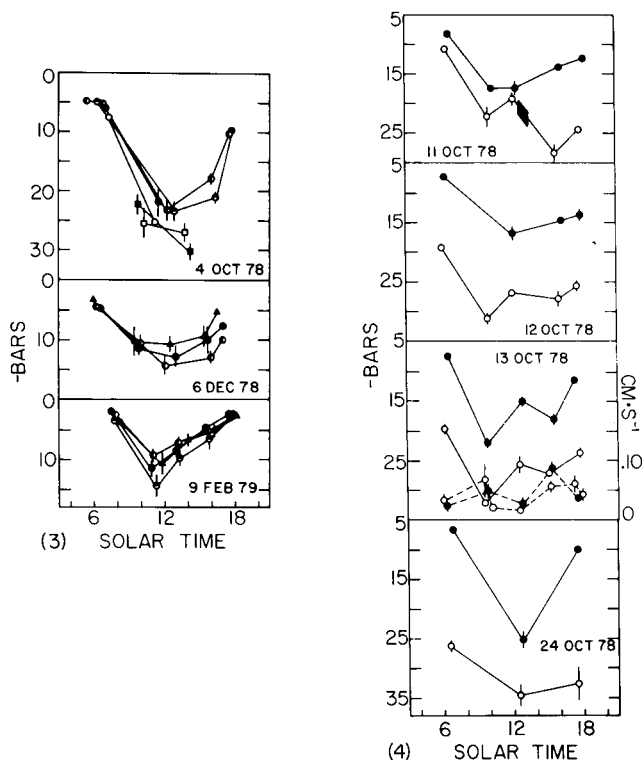 0
10
20
30
4 OCT 78
0
10
6 DEC 78
0
10
9 FEB 79
-BARS
6 12 18
(3) SOLAR TIME
5
15
25
11 OCT 78
5
15
25
12 OCT 78
5
15
25
13 OCT 78
.10
0
CM·S⁻¹
5
15
25
35
24 OCT 78
-BARS
6 12 18
(4) SOLAR TIME